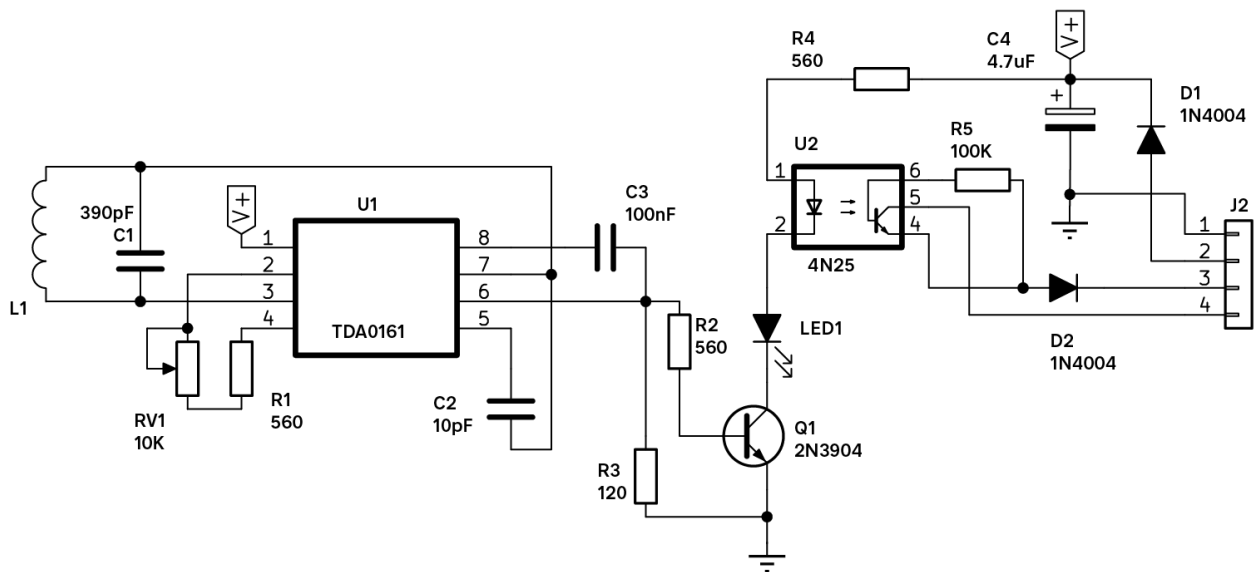 V+
R4
560
C4
4.7uF
+
D1
1N4004
U2
1
2
6
5
4
4N25
R5
100K
J2
1
2
3
4
D2
1N4004
390pF
C1
L1
V+
U1
1
2
3
4
8
7
6
5
TDA0161
C3
100nF
RV1
10K
R1
560
C2
10pF
R2
560
R3
120
LED1
Q1
2N3904